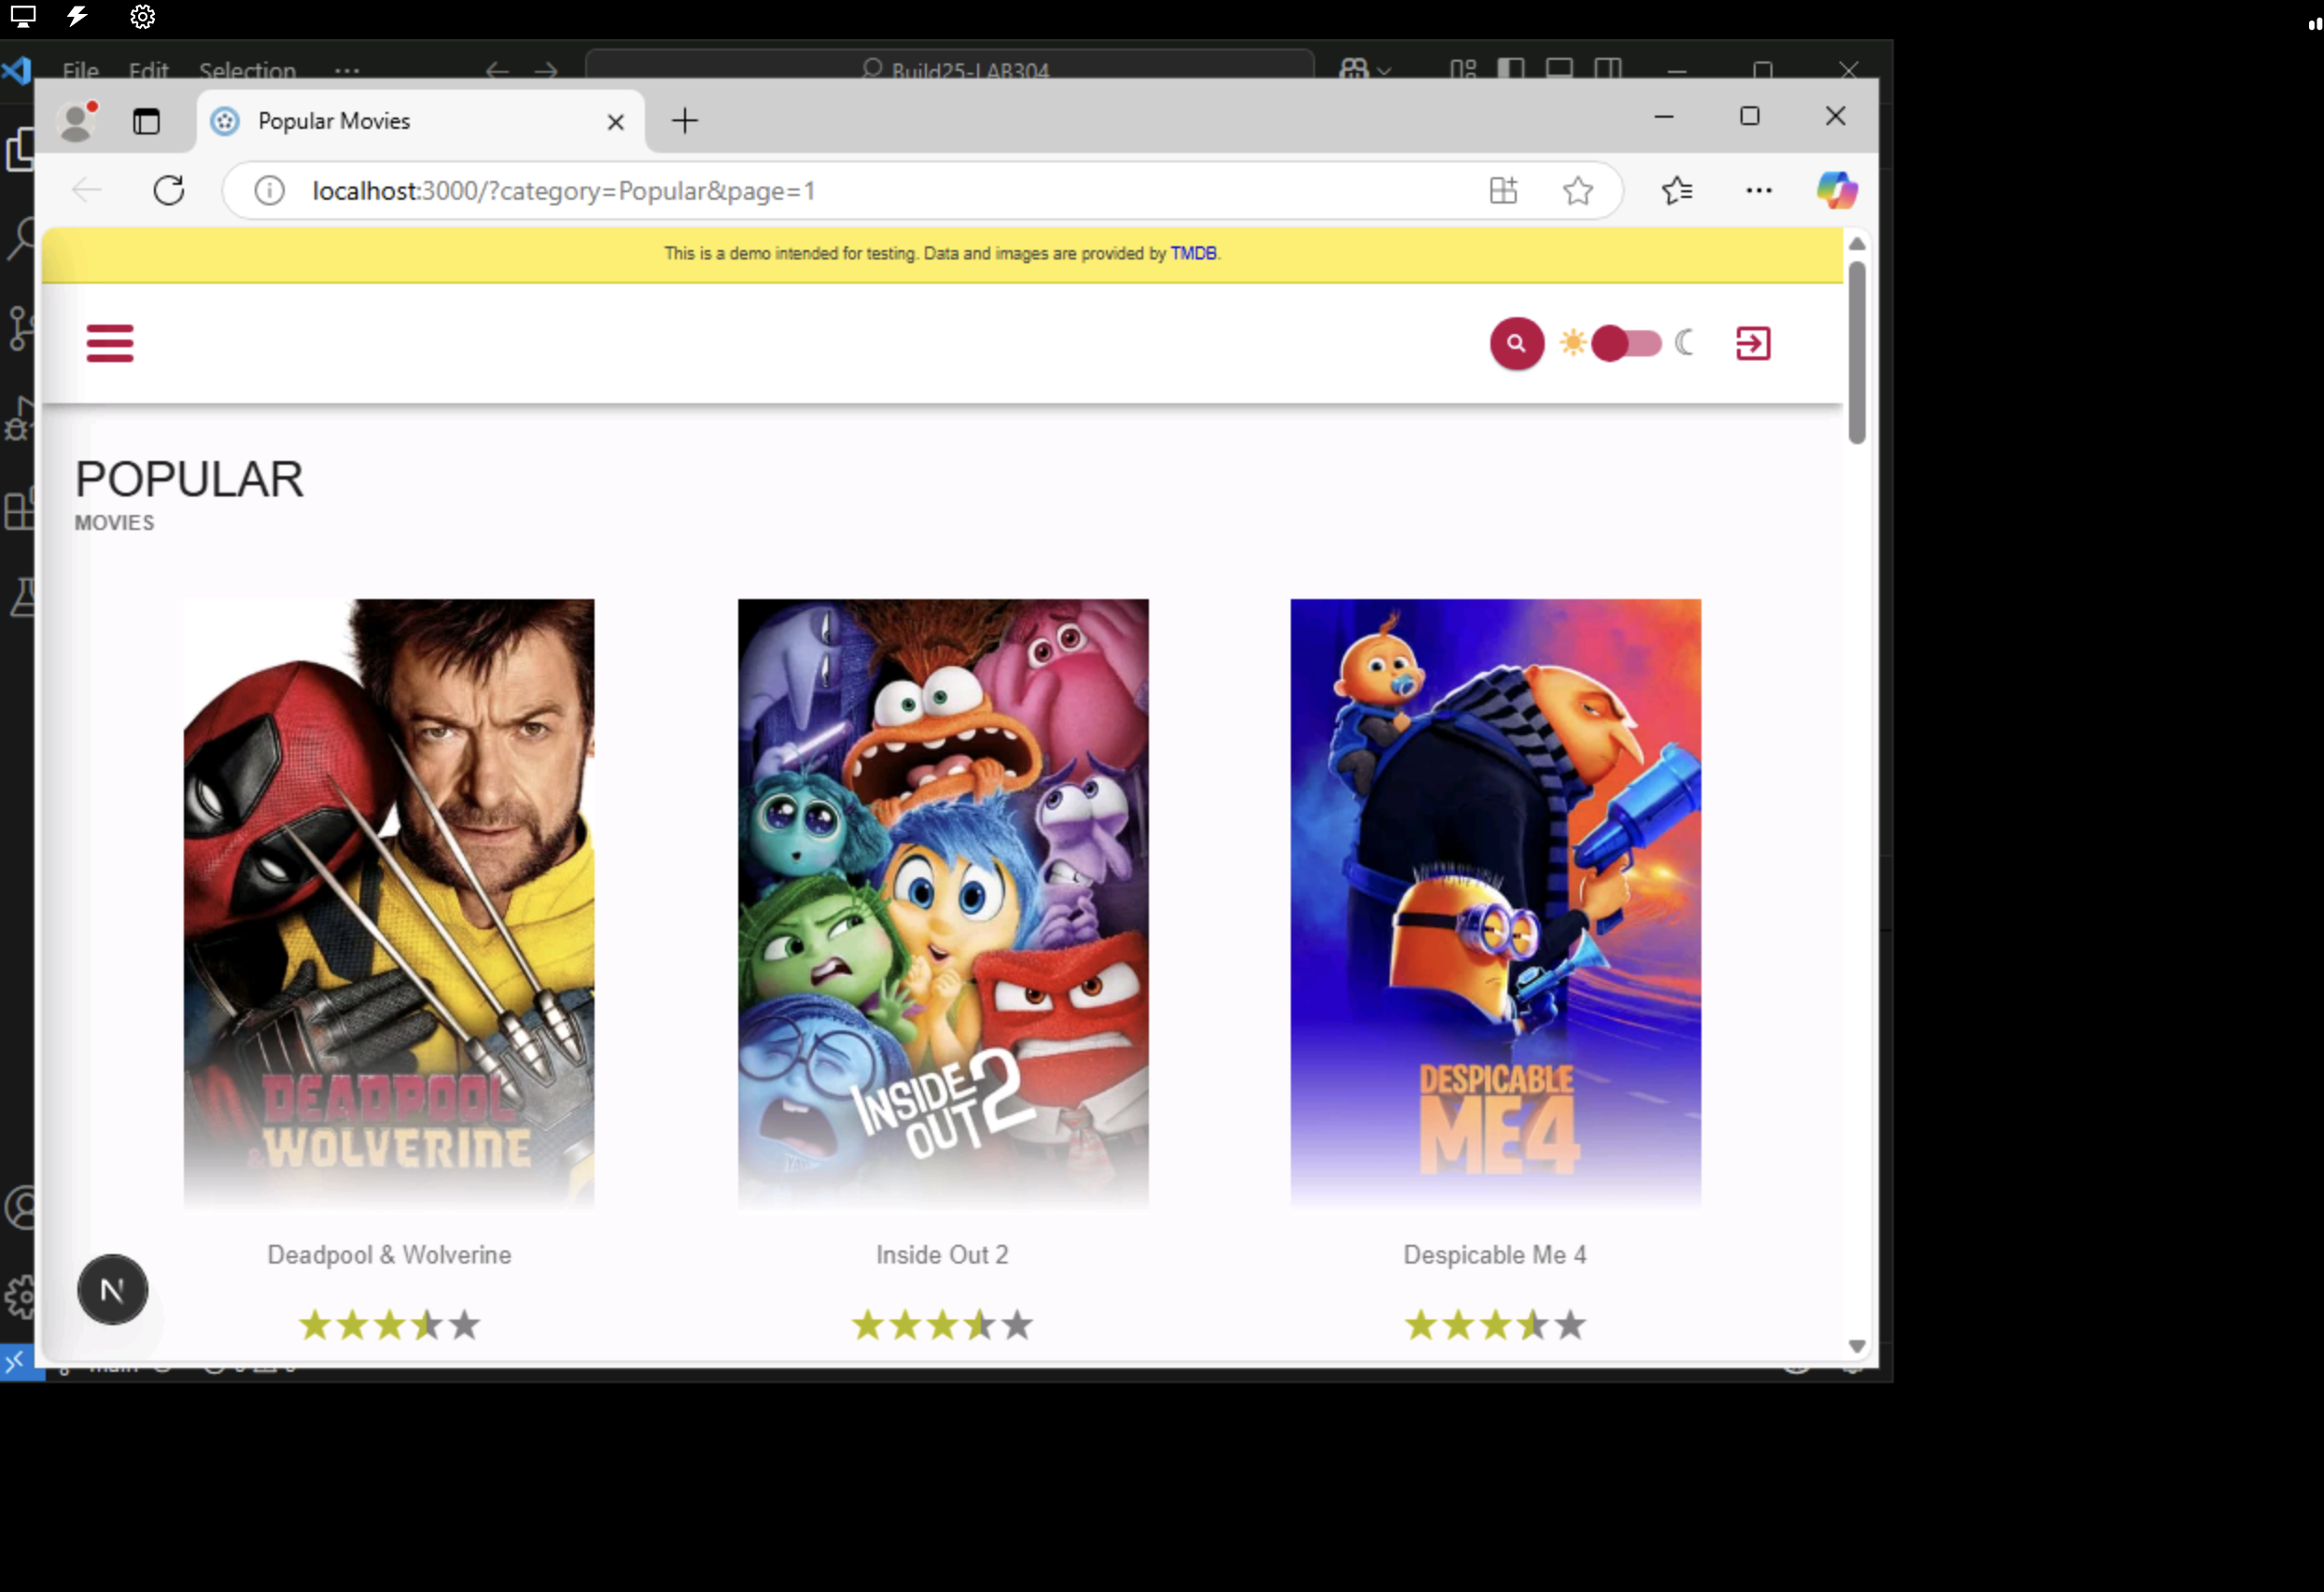 File Edit Selection ··· Build25-LAB304
Popular Movies
localhost:3000/?category=Popular&page=1
This is a demo intended for testing. Data and images are provided by TMDB.
POPULAR
MOVIES
DEADPOOL
& WOLVERINE
INSIDE
OUT 2
DESPICABLE
ME 4
Deadpool & Wolverine
Inside Out 2
Despicable Me 4
N
main